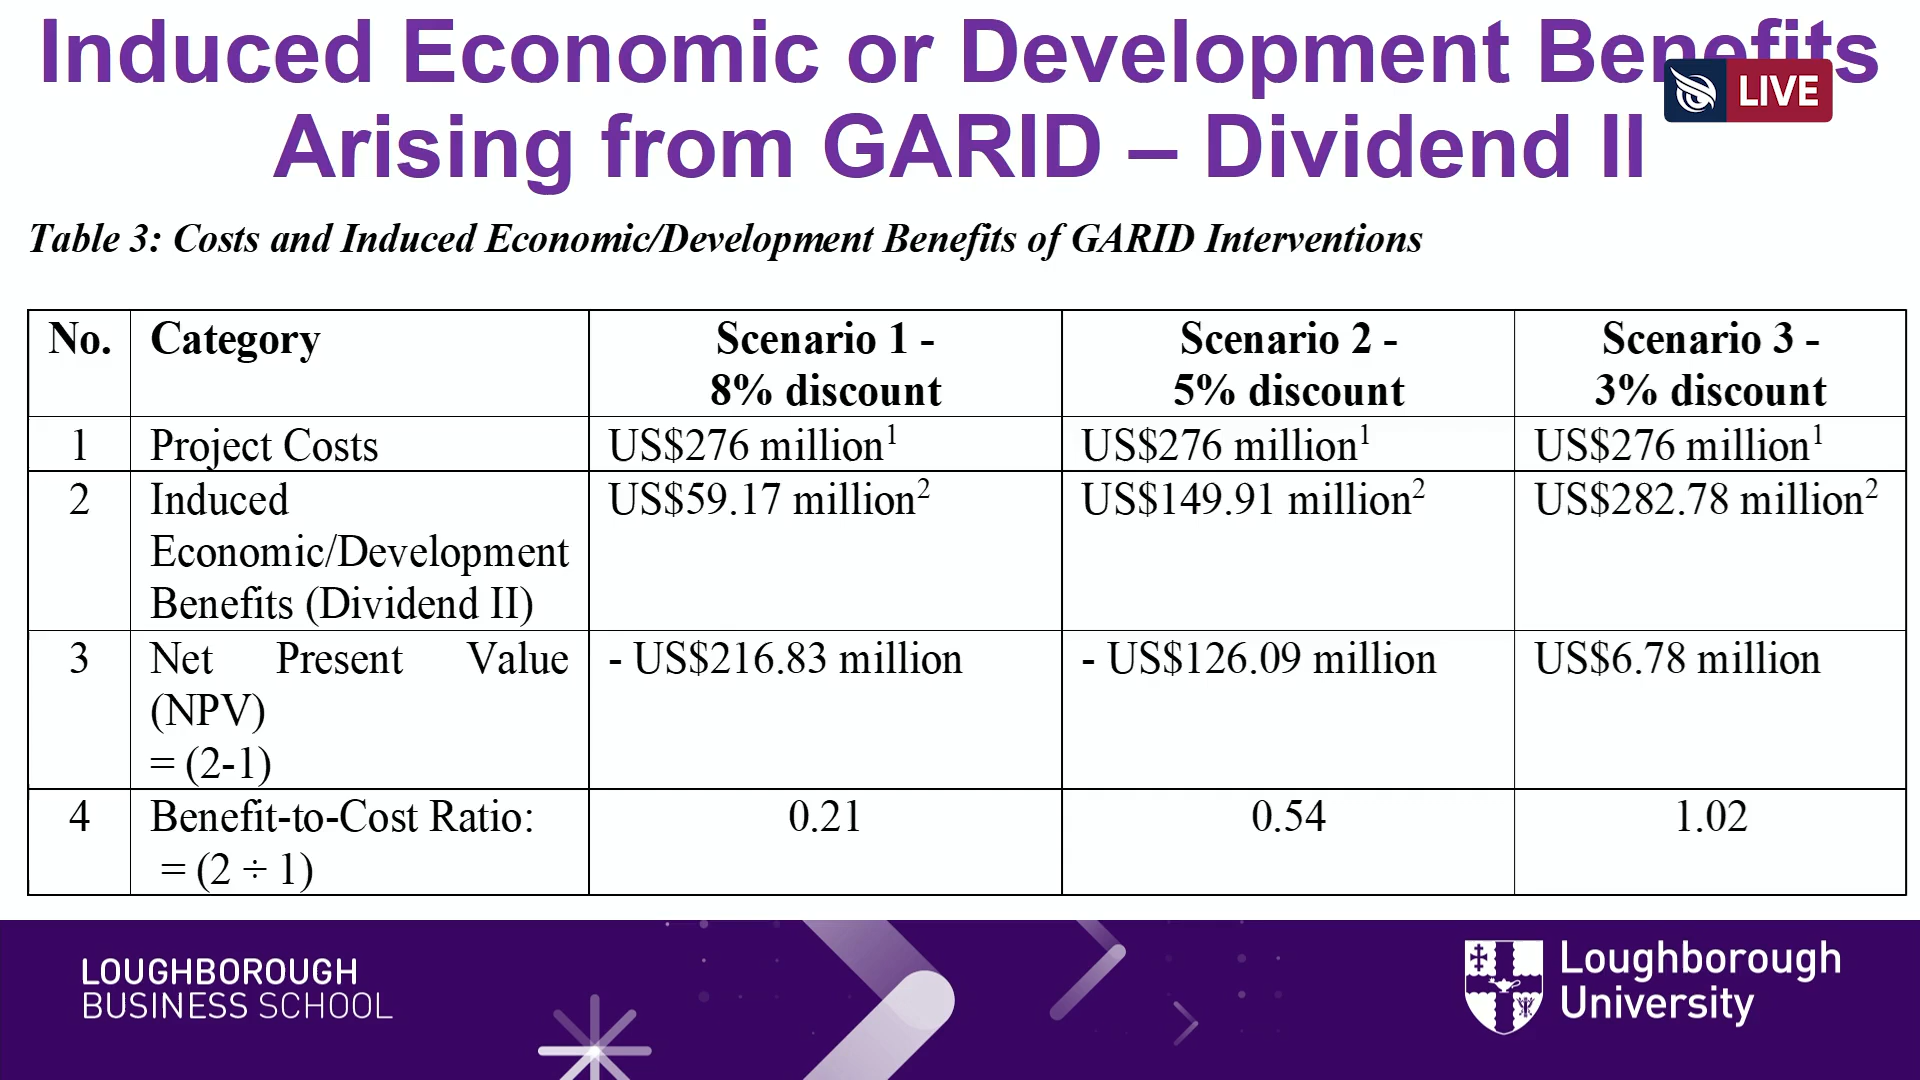 Induced Economic or Development Benefits
LIVE
Arising from GARID – Dividend II
Table 3: Costs and Induced Economic/Development Benefits of GARID Interventions
No. Category Scenario 1 - Scenario 2 - Scenario 3 -
8% discount 5% discount 3% discount
1 Project Costs US$276 million¹ US$276 million¹ US$276 million¹
2 Induced US$59.17 million² US$149.91 million² US$282.78 million²
Economic/Development
Benefits (Dividend II)
3 Net Present Value - US$216.83 million - US$126.09 million US$6.78 million
(NPV)
= (2-1)
4 Benefit-to-Cost Ratio: 0.21 0.54 1.02
= (2 ÷ 1)
LOUGHBOROUGH
BUSINESS SCHOOL
Loughborough
University